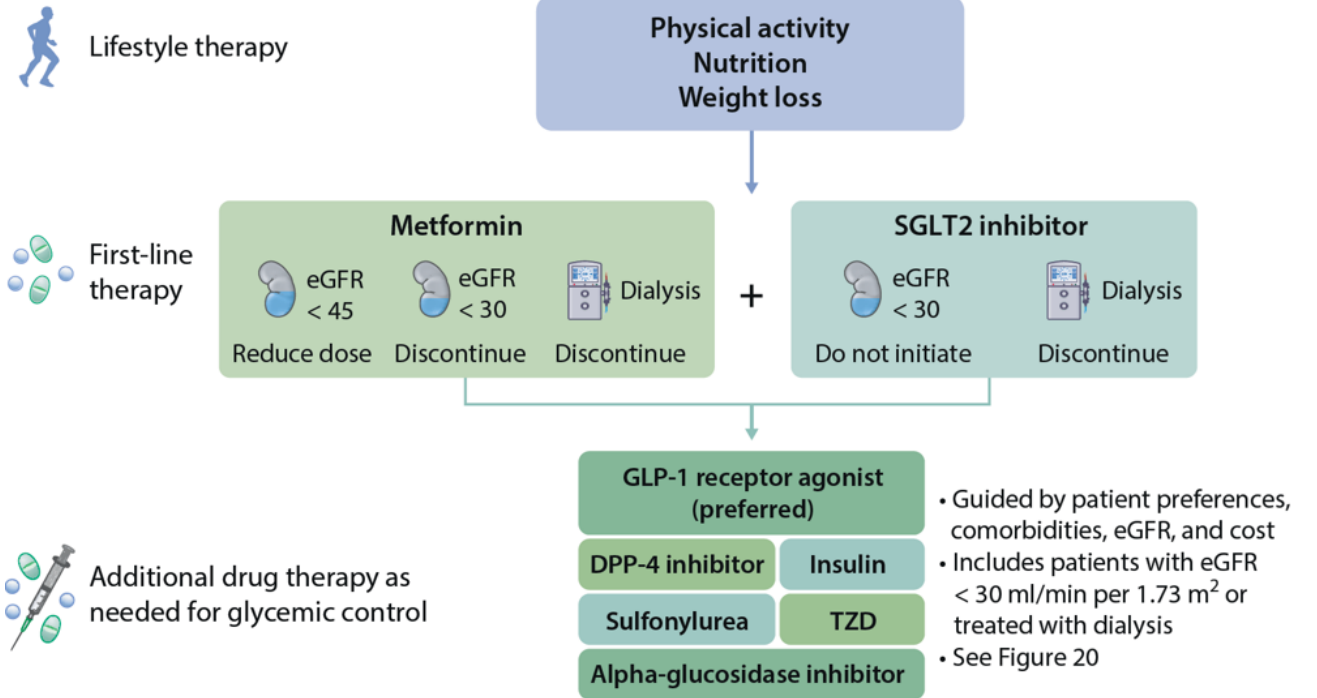 Lifestyle therapy
Physical activity
Nutrition
Weight loss
First-line
therapy
Metformin
eGFR
< 45
Reduce dose
eGFR
< 30
Discontinue
Dialysis
Discontinue
+
SGLT2 inhibitor
eGFR
< 30
Do not initiate
Dialysis
Discontinue
Additional drug therapy as
needed for glycemic control
GLP-1 receptor agonist
(preferred)
DPP-4 inhibitor
Insulin
Sulfonylurea
TZD
Alpha-glucosidase inhibitor
• Guided by patient preferences,
comorbidities, eGFR, and cost
• Includes patients with eGFR
< 30 ml/min per 1.73 m² or
treated with dialysis
• See Figure 20